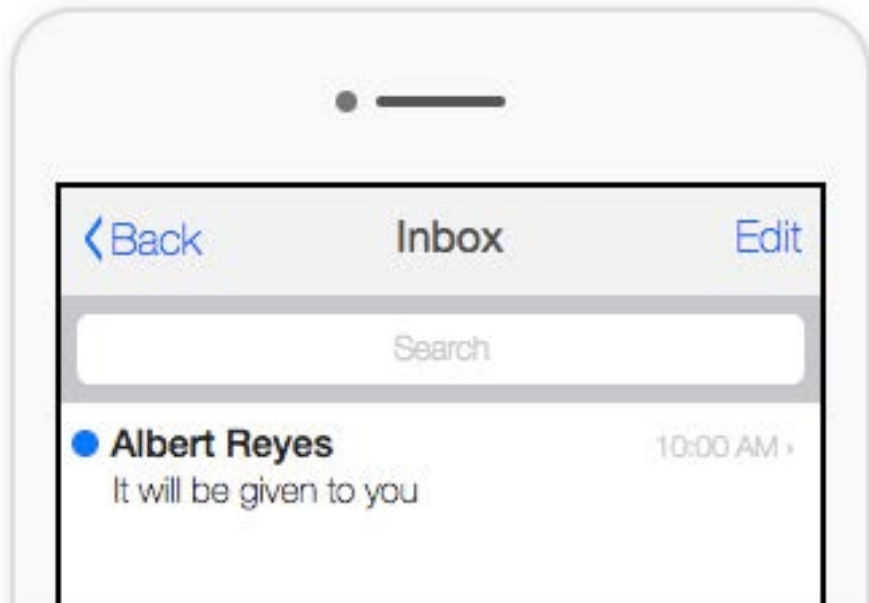 Back Inbox Edit
Search
Albert Reyes 10:00 AM
It will be given to you